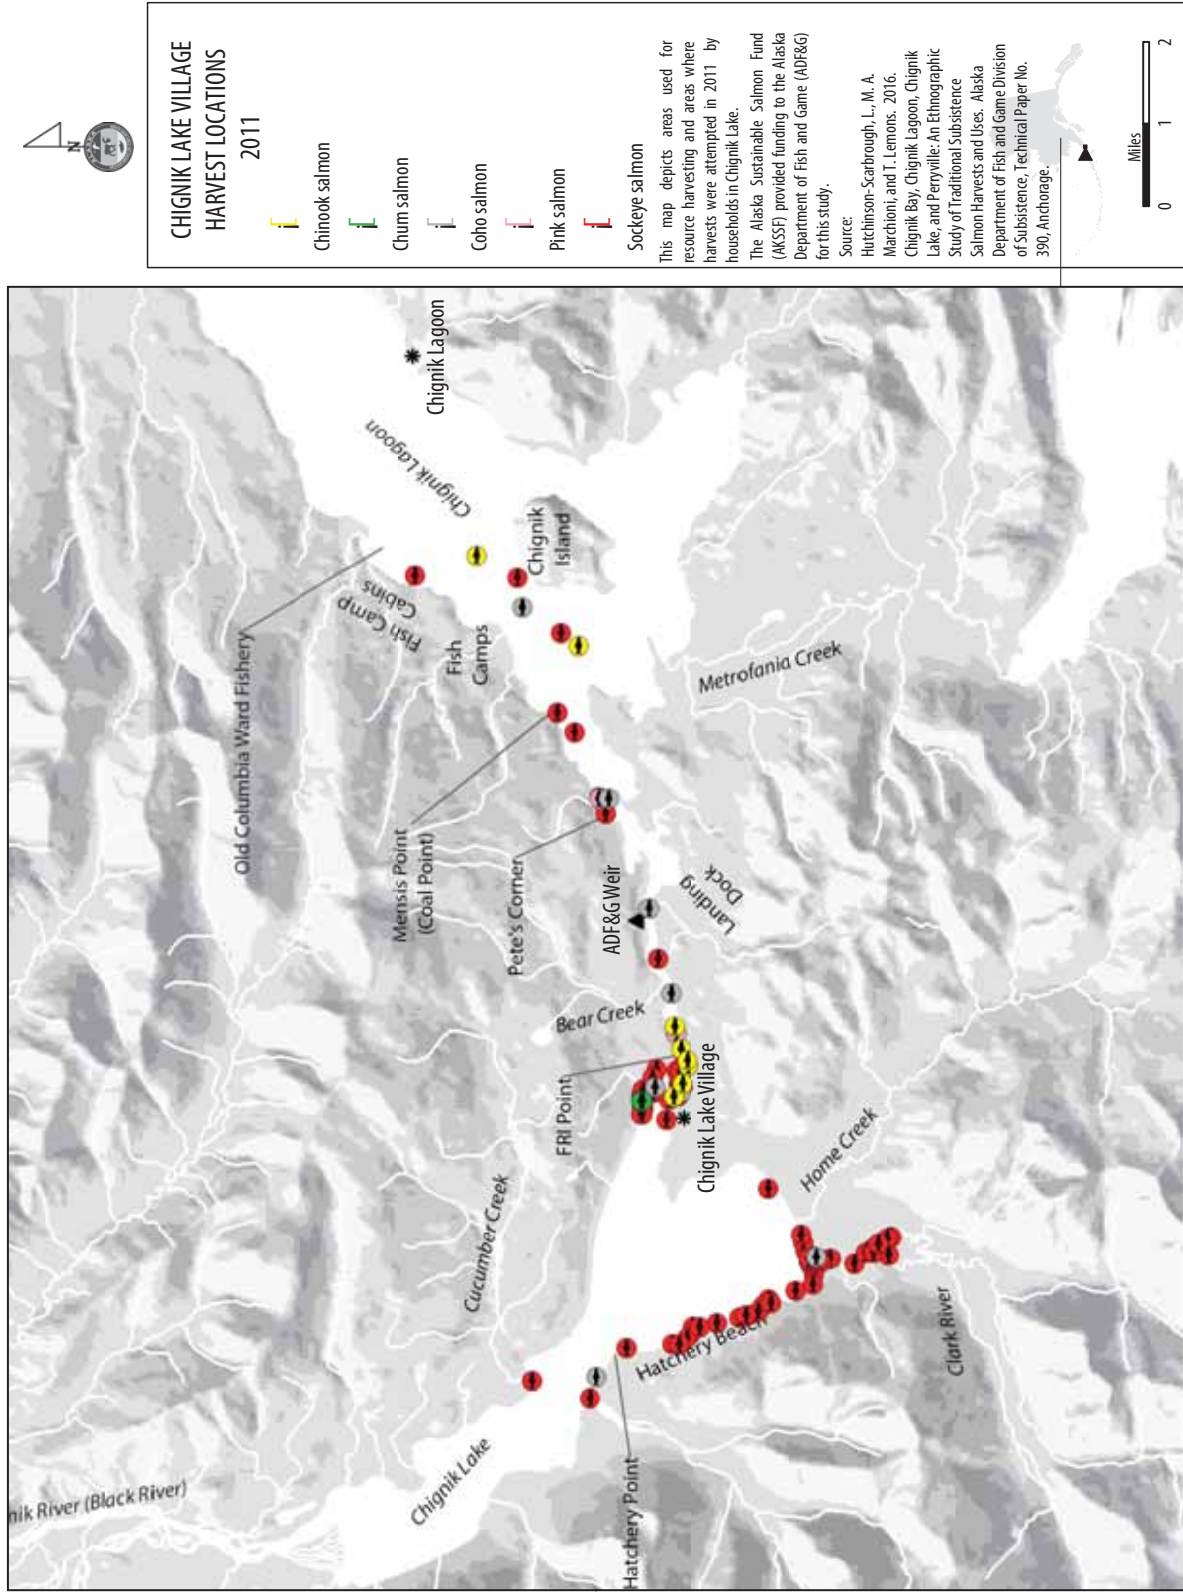 CHIGNIK LAKE VILLAGE
HARVEST LOCATIONS
2011
Chinook salmon
Chum salmon
Coho salmon
Pink salmon
Sockeye salmon
This map depicts areas used for
resource harvesting and areas where
harvests were attempted in 2011 by
households in Chignik Lake.
The Alaska Sustainable Salmon Fund
(AKSSF) provided funding to the Alaska
Department of Fish and Game (ADF&G)
for this study.
Source:
Hutchinson-Scarbrough, L., M. A.
Marchioni, and T. Lemons. 2016.
Chignik Bay, Chignik Lagoon, Chignik
Lake, and Perryville: An Ethnographic
Study of Traditional Subsistence
Salmon Harvests and Uses. Alaska
Department of Fish and Game Division
of Subsistence, Technical Paper No.
390, Anchorage.
Miles
0 1 2
N
nik River (Black River)
Chignik Lake
Hatchery Point
Hatchery Beach
Clark River
Home Creek
Cucumber Creek
FRI Point
Chignik Lake Village
Bear Creek
ADF&G Weir
Landing
Dock
Pete's Corner
Mensis Point
(Coal Point)
Metrofania Creek
Old Columbia Ward Fishery
Fish
Camps
Fish Camp
Cabins
Chignik
Island
Chignik Lagoon
Chignik Lagoon